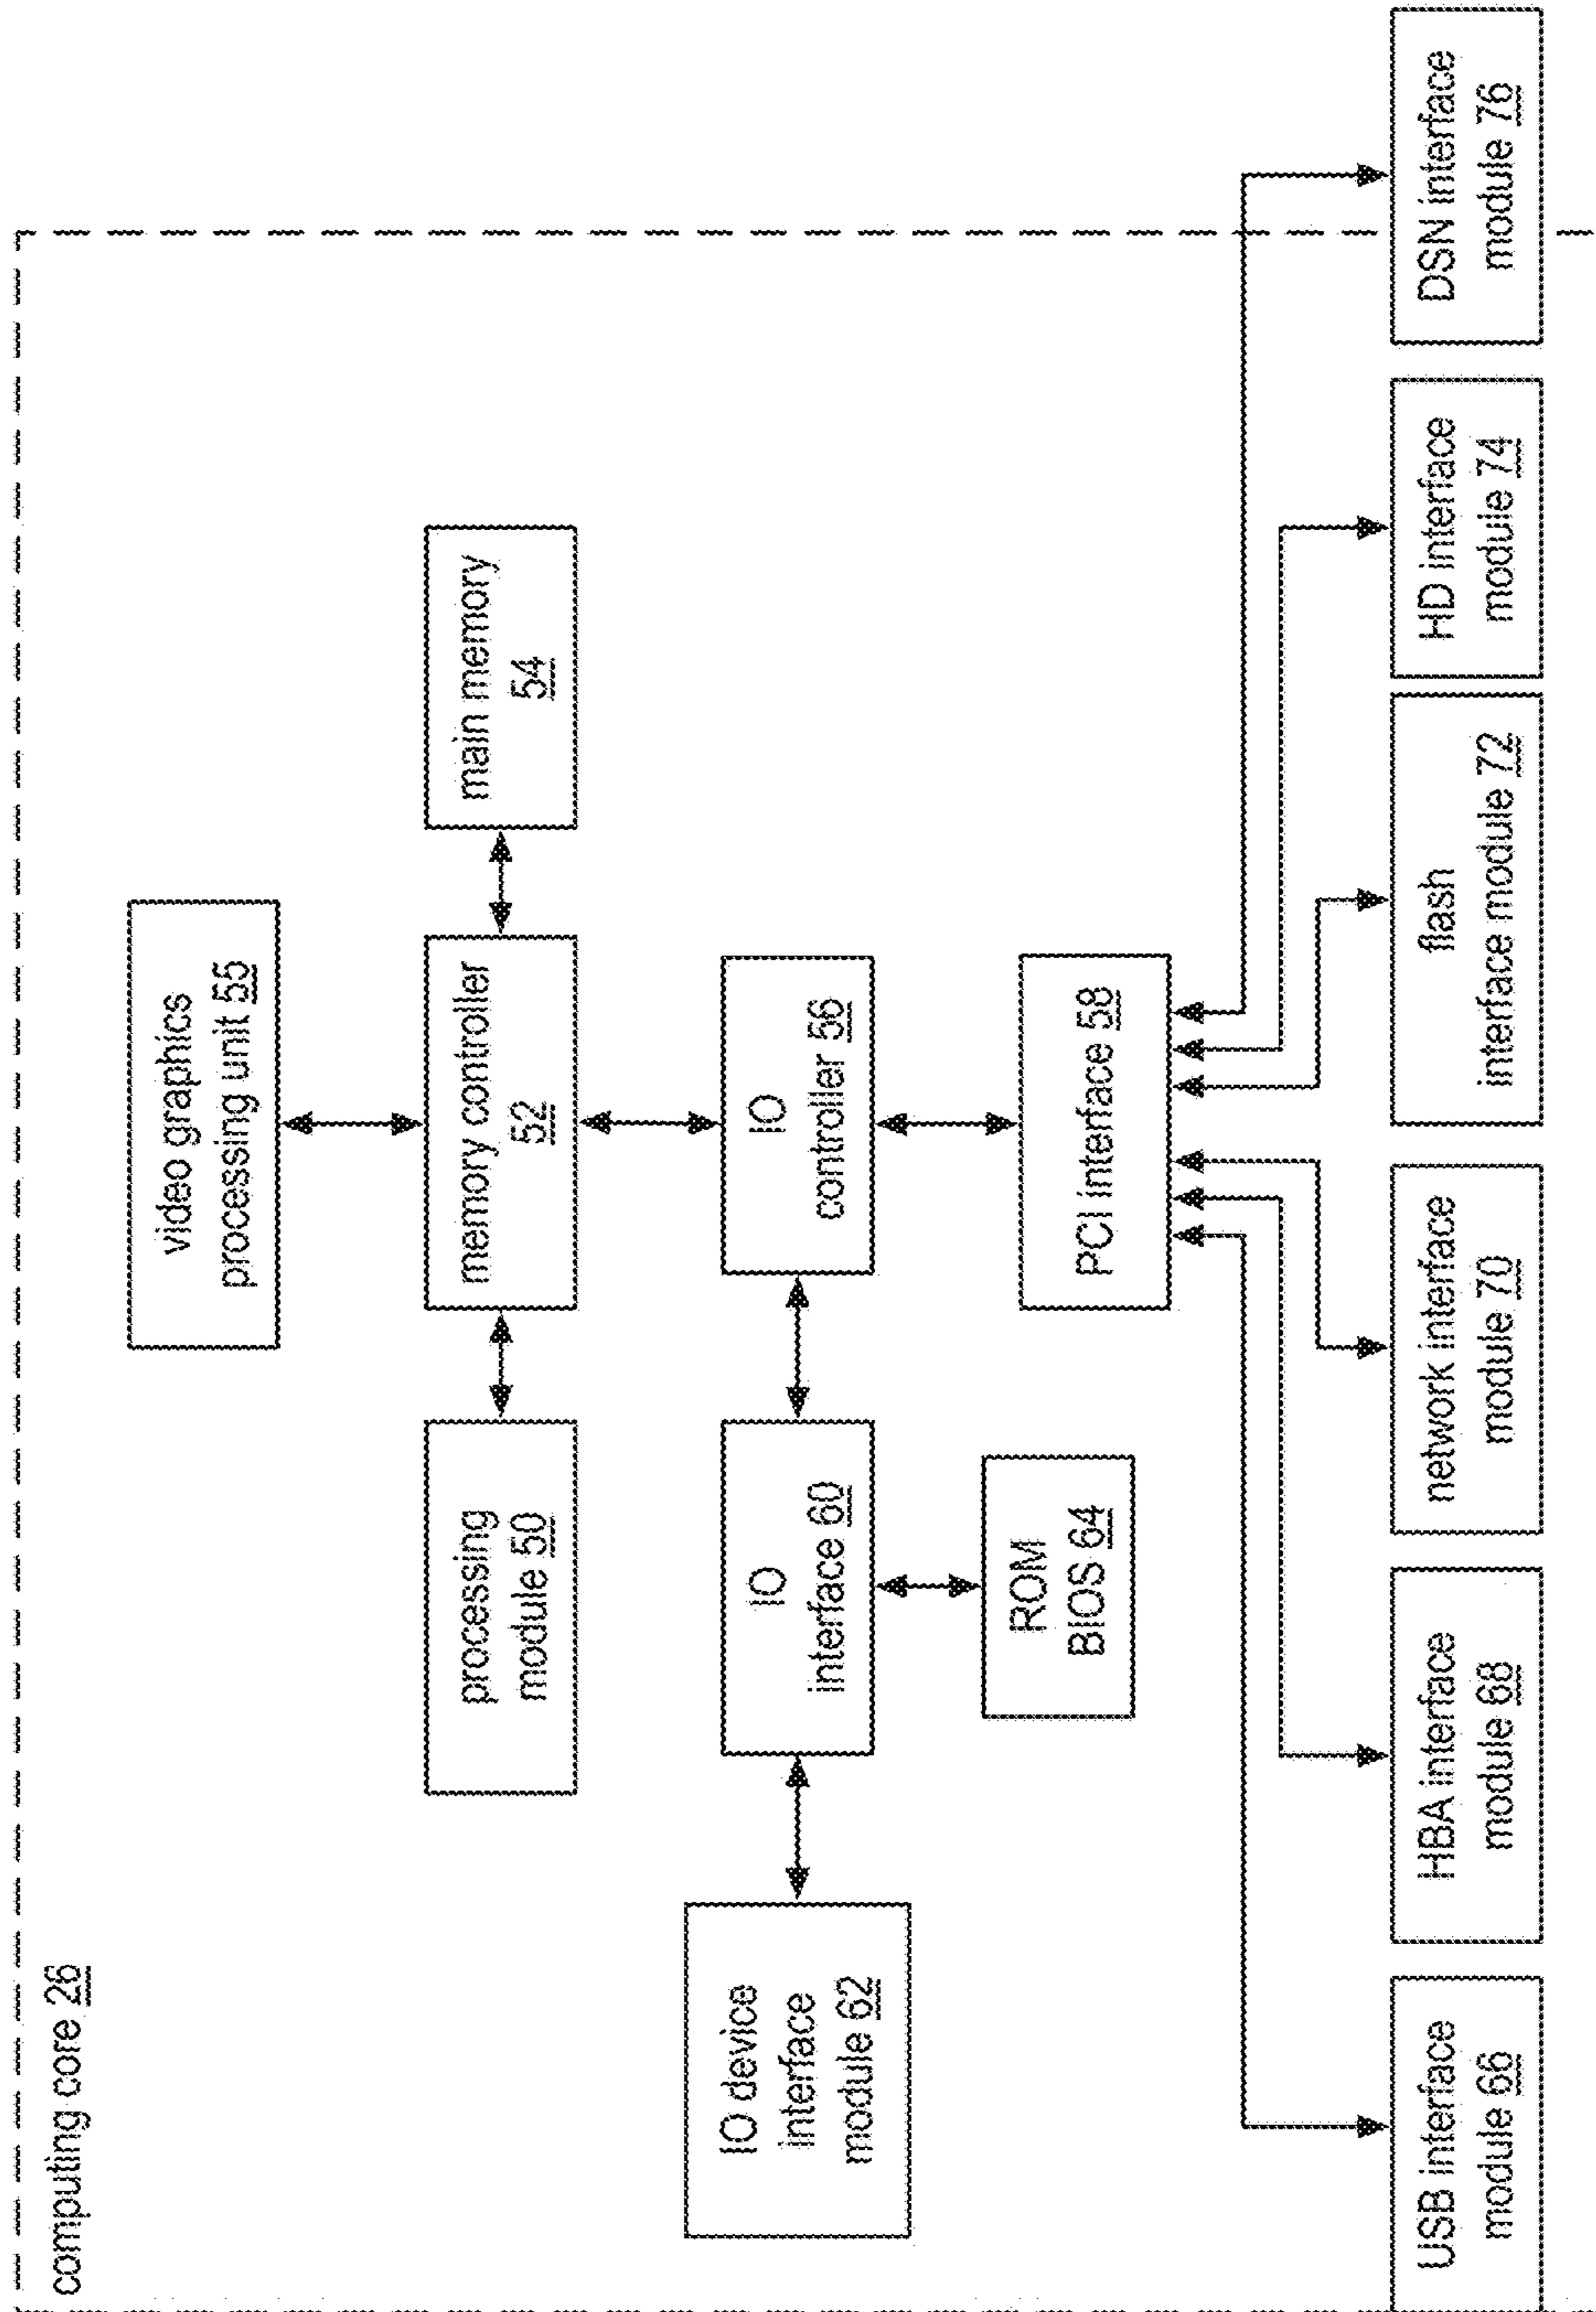 computing core 26
video graphics
processing unit 55
processing
module 50
memory controller
52
main memory
54
IO device
interface
module 62
IO
interface 60
IO
controller 56
ROM
BIOS 64
PCI interface 58
USB interface
module 66
HBA interface
module 68
network interface
module 70
flash
interface module 72
HD interface
module 74
DSN interface
module 76